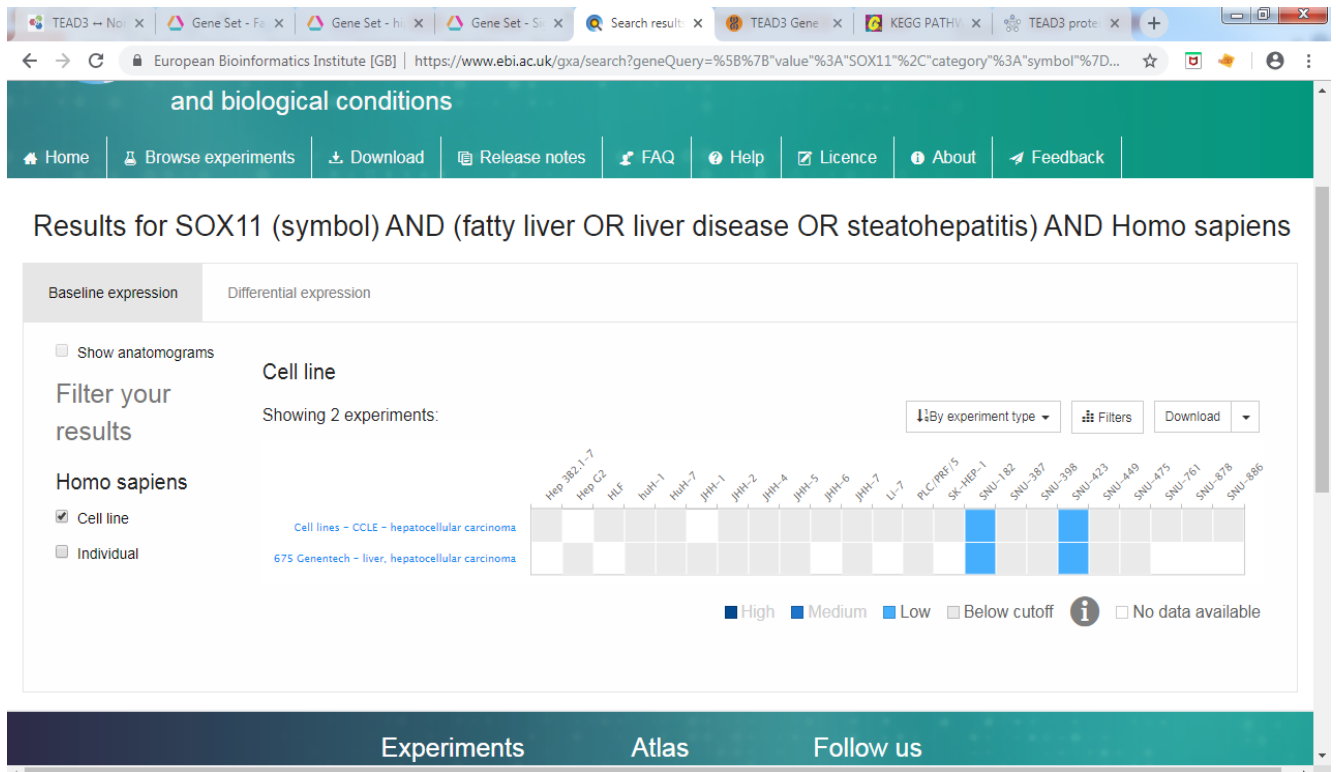 TEAD3 ↔ No
Gene Set - Fa
Gene Set - hi
Gene Set - Si
Search results
TEAD3 Gene
KEGG PATHW
TEAD3 protei
European Bioinformatics Institute [GB] | https://www.ebi.ac.uk/gxa/search?geneQuery=%5B%7B"value"%3A"SOX11"%2C"category"%3A"symbol"%7D...
and biological conditions
Home Browse experiments Download Release notes FAQ Help Licence About Feedback
Results for SOX11 (symbol) AND (fatty liver OR liver disease OR steatohepatitis) AND Homo sapiens
Baseline expression Differential expression
Show anatomograms
Filter your
results
Homo sapiens
Cell line
Individual
Cell line
Showing 2 experiments:
By experiment type Filters Download
Hep 3B2.1-7
Hep G2
HLF
huH-1
HuH-7
JHH-1
JHH-2
JHH-4
JHH-5
JHH-6
JHH-7
Li-7
PLC/PRF/5
SK-HEP-1
SNU-182
SNU-387
SNU-398
SNU-423
SNU-449
SNU-475
SNU-761
SNU-878
SNU-886
Cell lines - CCLE - hepatocellular carcinoma
675 Genentech - liver, hepatocellular carcinoma
High Medium Low Below cutoff i No data available
Experiments Atlas Follow us